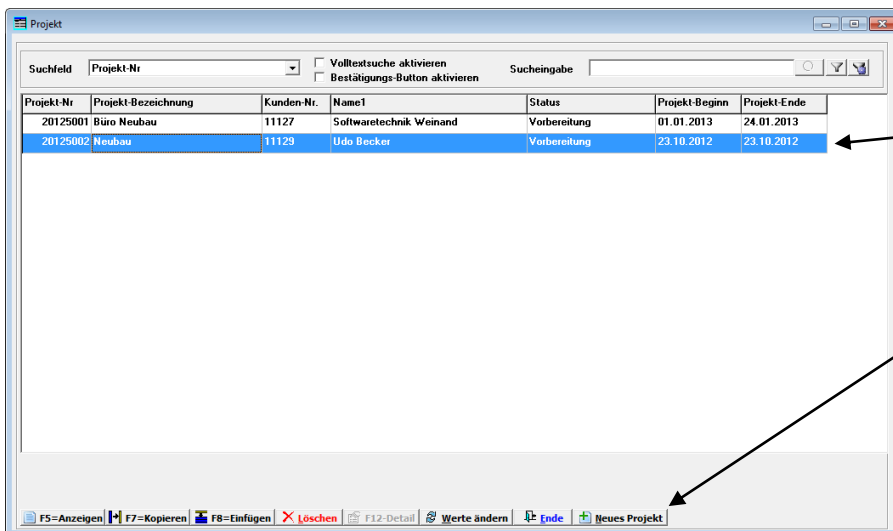 Projekt
Suchfeld Projekt-Nr Volltextsuche aktivieren Sucheingabe
Bestätigungs-Button aktivieren
Projekt-Nr Projekt-Bezeichnung Kunden-Nr. Name1 Status Projekt-Beginn Projekt-Ende
20125001 Büro Neubau 11127 Softwaretechnik Weinand Vorbereitung 01.01.2013 24.01.2013
20125002 Neubau 11129 Udo Becker Vorbereitung 23.10.2012 23.10.2012
F5=Anzeigen F7=Kopieren F8=Einfügen Löschen F12-Detail Werte ändern Ende Neues Projekt